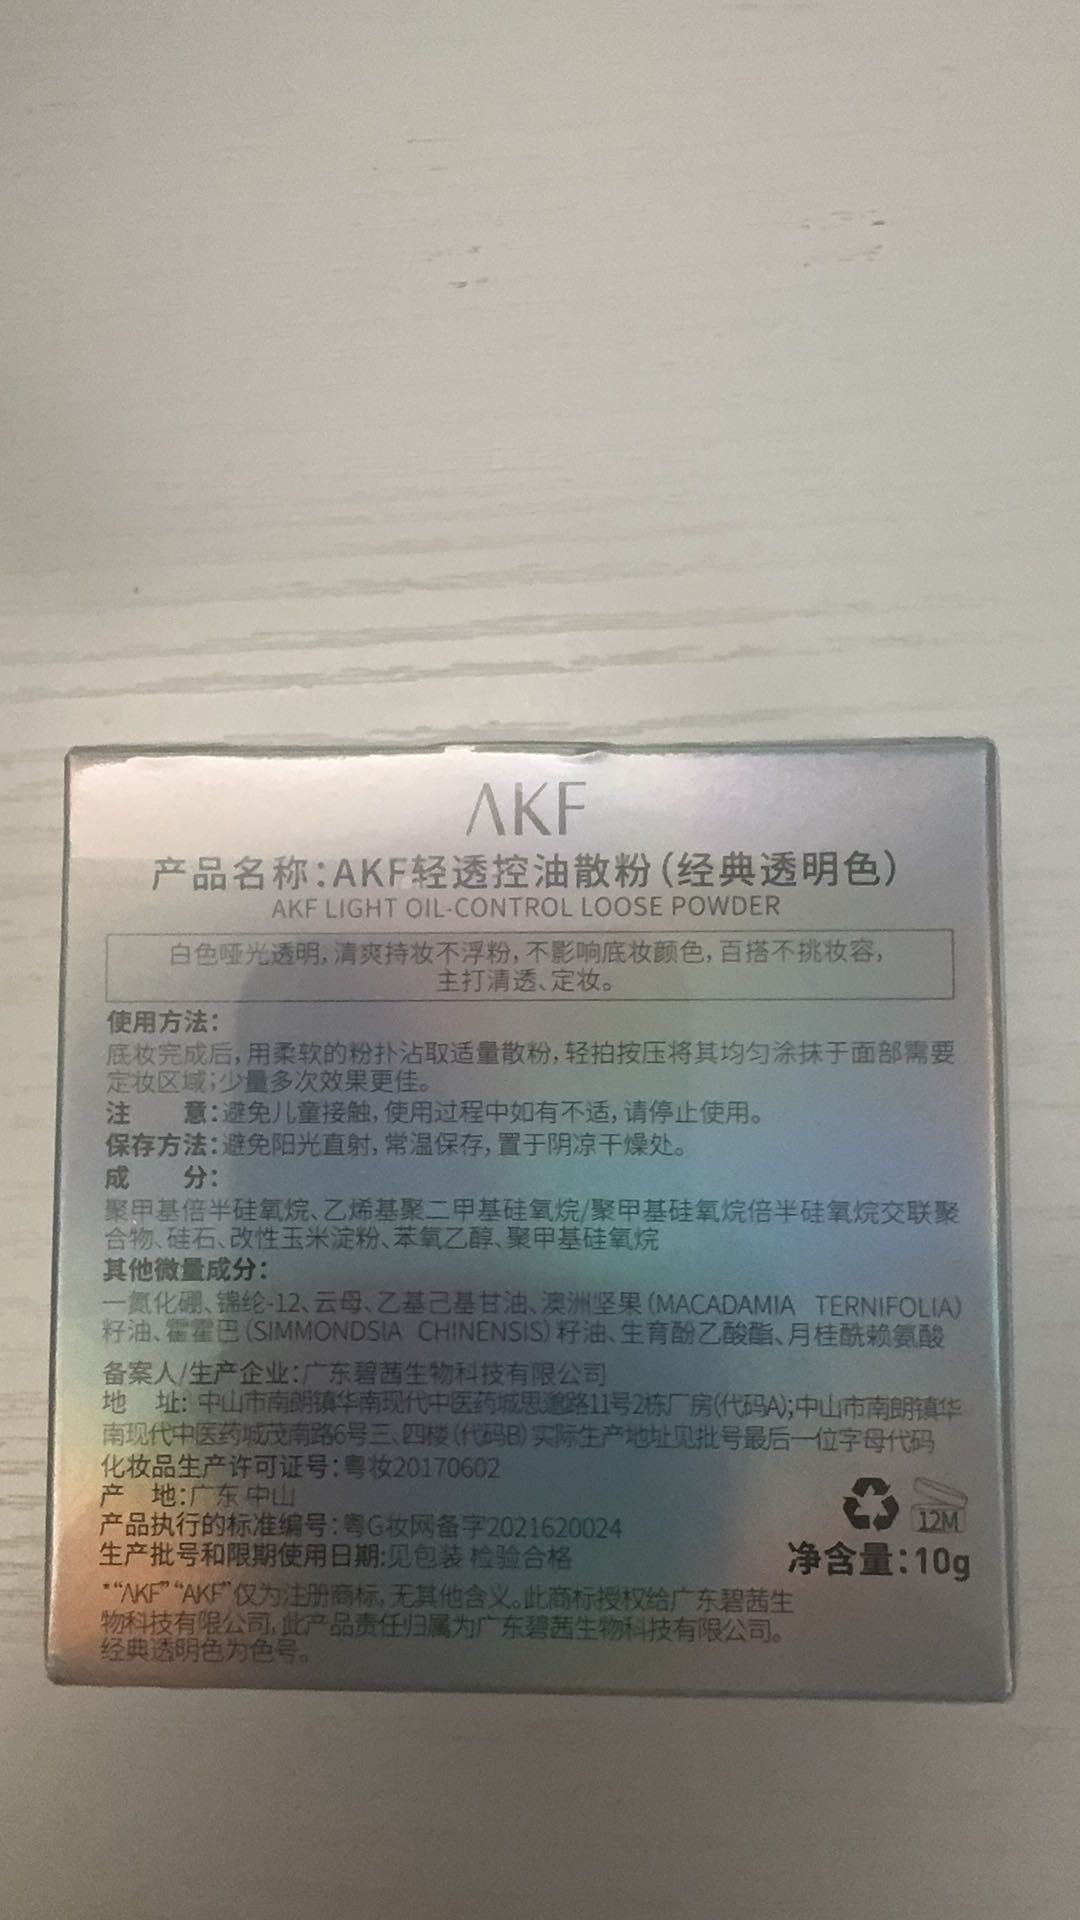 AKF
产品名称:AKF轻透控油散粉(经典透明色)
AKF LIGHT OIL-CONTROL LOOSE POWDER
白色哑光透明,清爽持妆不浮粉,不影响底妆颜色,百搭不挑妆容,
主打清透、定妆。
使用方法:
底妆完成后,用柔软的粉扑沾取适量散粉,轻拍按压将其均匀涂抹于面部需要
定妆区域;少量多次效果更佳。
注 意:避免儿童接触,使用过程中如有不适,请停止使用。
保存方法:避免阳光直射,常温保存,置于阴凉干燥处。
成 分:
聚甲基倍半硅氧烷、乙烯基聚二甲基硅氧烷/聚甲基硅氧烷倍半硅氧烷交联聚
合物、硅石、改性玉米淀粉、苯氧乙醇、聚甲基硅氧烷
其他微量成分:
一氮化硼、锦纶-12、云母、乙基己基甘油、澳洲坚果(MACADAMIA TERNIFOLIA)
籽油、霍霍巴(SIMMONDSIA CHINENSIS)籽油、生育酚乙酸酯、月桂酰赖氨酸
备案人/生产企业:广东碧茜生物科技有限公司
地 址:中山市南朗镇华南现代中医药城思邈路11号2栋厂房(代码A);中山市南朗镇华
南现代中医药城茂南路6号三、四楼(代码B)实际生产地址见批号最后一位字母代码
化妆品生产许可证号:粤妆20170602
产 地:广东 中山
产品执行的标准编号:粤G妆网备字2021620024
生产批号和限期使用日期:见包装 检验合格
12M
净含量:10g
*“AKF”“AKF”仅为注册商标,无其他含义。此商标授权给广东碧茜生
物科技有限公司,此产品责任归属为广东碧茜生物科技有限公司。
经典透明色为色号。